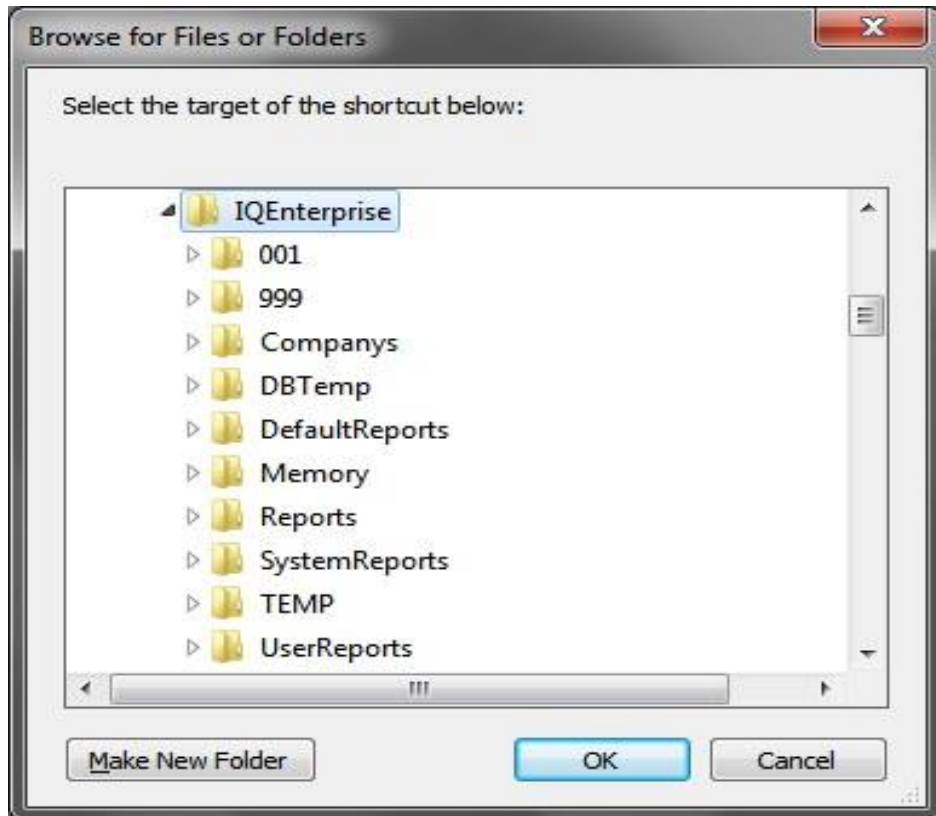 Browse for Files or Folders
Select the target of the shortcut below:
IQEnterprise
001
999
Companys
DBTemp
DefaultReports
Memory
Reports
SystemReports
TEMP
UserReports
Make New Folder
OK
Cancel